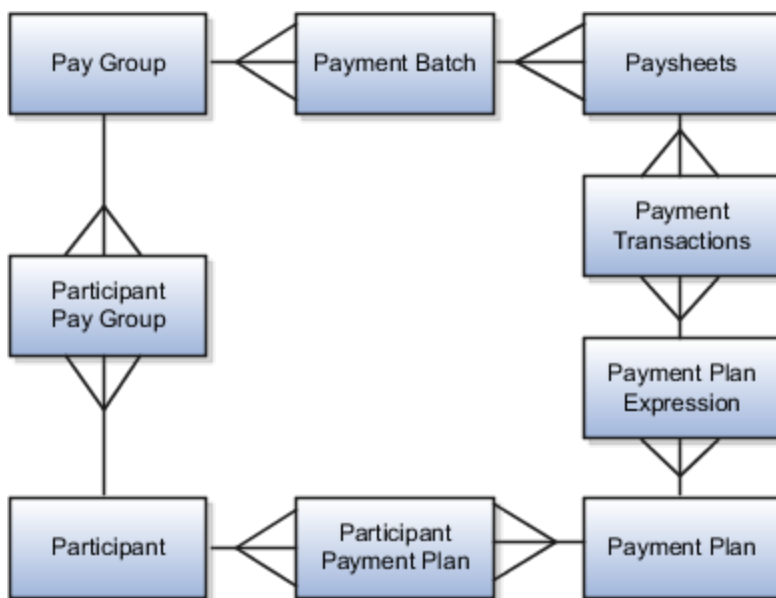 Pay Group
Payment Batch
Paysheets
Payment
Transactions
Participant
Pay Group
Payment Plan
Expression
Participant
Participant
Payment Plan
Payment Plan